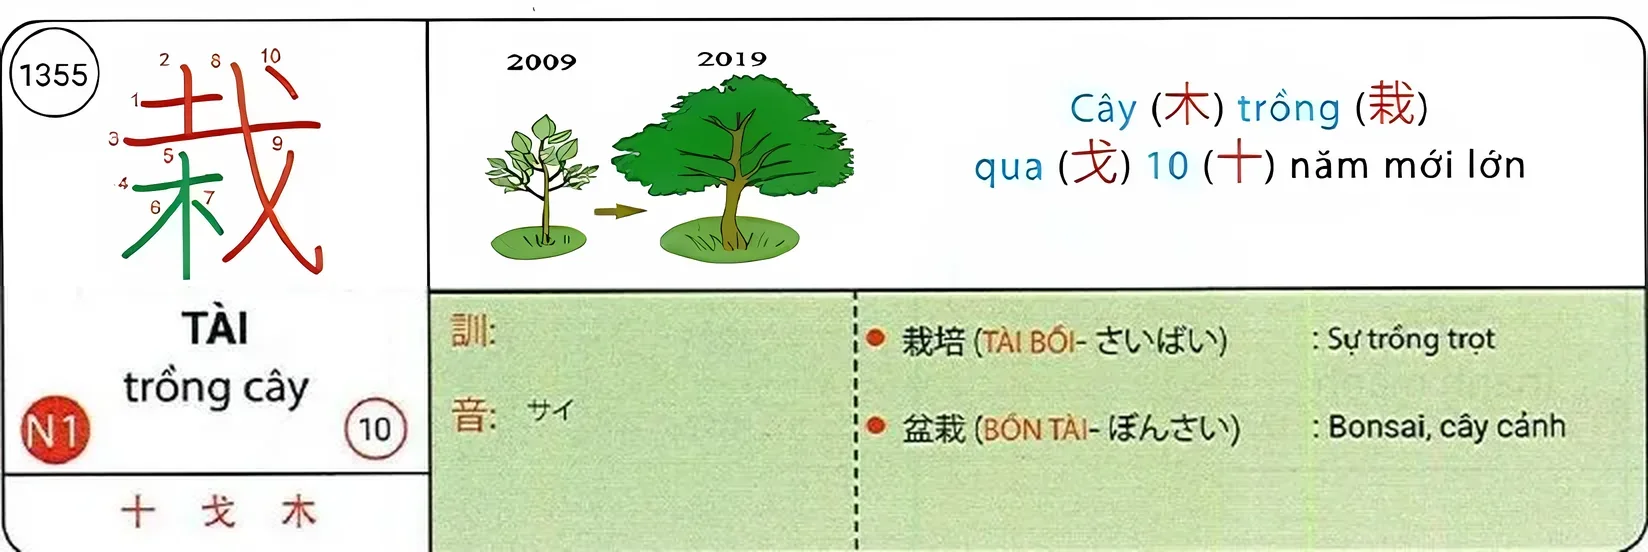 1355
栽
1 2 3 4 5 6 7 8 9 10
TÀI
trồng cây
N1
10
十 戈 木
2009 2019
Cây (木) trồng (栽)
qua (戈) 10 (十) năm mới lớn
訓:
音: サイ
● 栽培 (TÀI BỒI- さいばい) : Sự trồng trọt
● 盆栽 (BỒN TÀI- ぼんさい) : Bonsai, cây cảnh